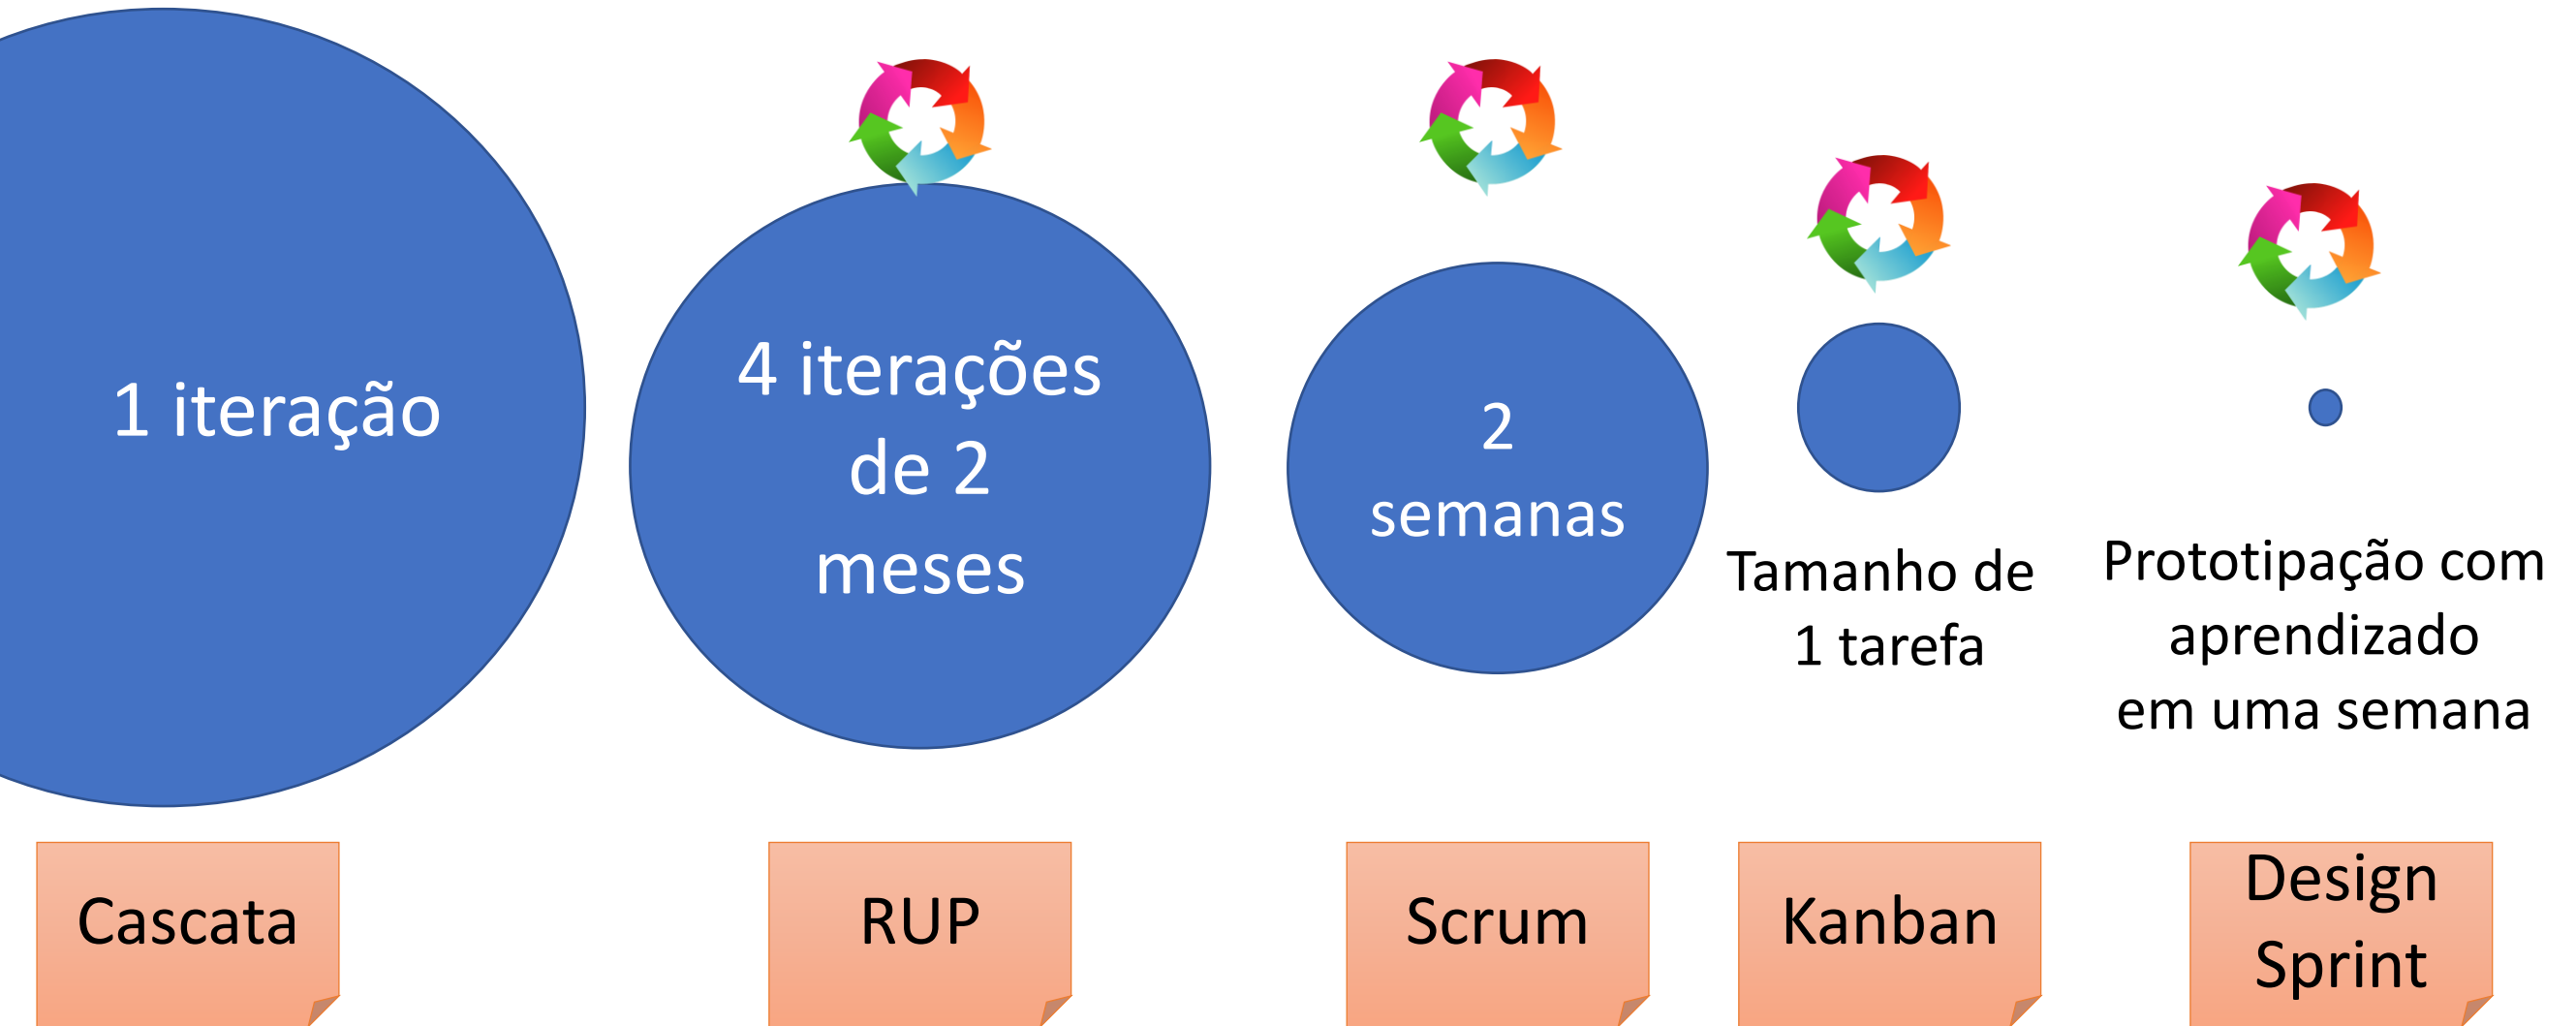 1 iteração
4 iterações
de 2
meses
2
semanas
Tamanho de
1 tarefa
Prototipação com
aprendizado
em uma semana
Cascata
RUP
Scrum
Kanban
Design
Sprint